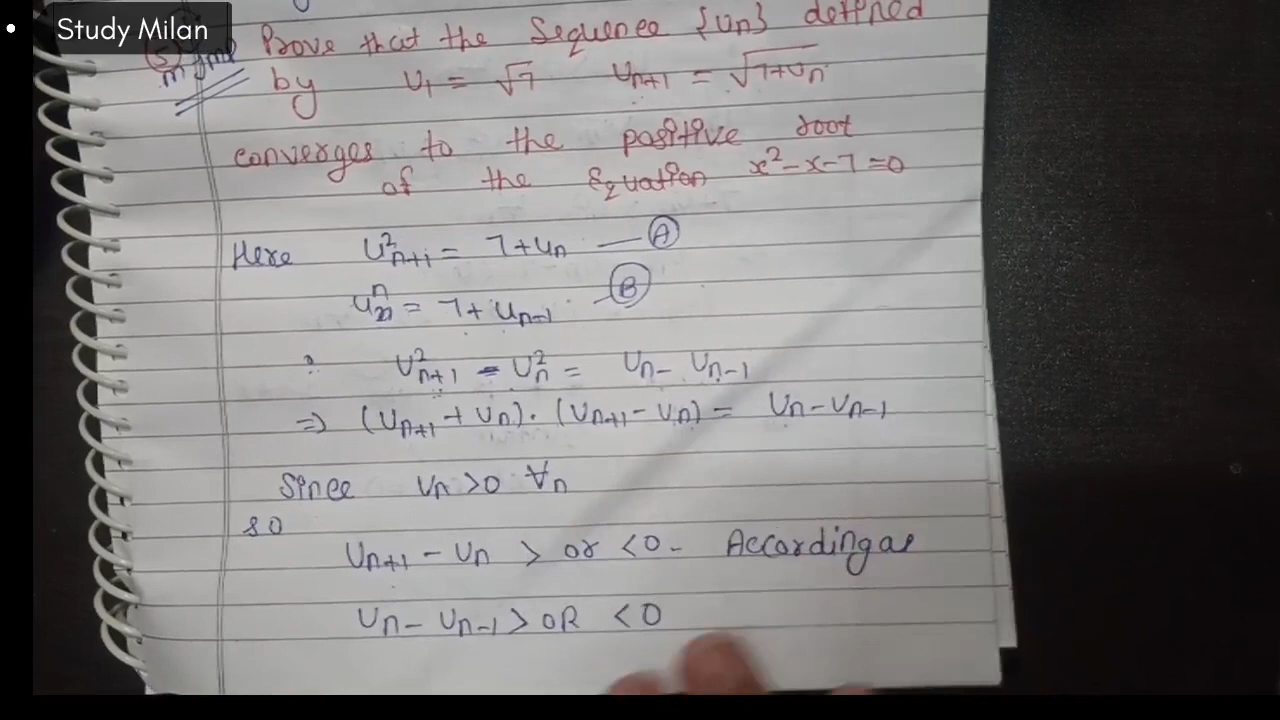 Study Milan
(5) Prove that the Sequence {Un} defined
by U₁ = √7 Uₙ₊₁ = √7+Uₙ
converges to the positive root
of the Equation x²-x-7=0
Here U²ₙ₊₁ = 7+Uₙ — Ⓐ
= 7+Uₙ₋₁ — Ⓑ
∴ U²ₙ₊₁ - U²ₙ = Uₙ - Uₙ₋₁
⇒ (Uₙ₊₁ + Uₙ). (Uₙ₊₁ - Uₙ) = Uₙ - Uₙ₋₁
Since Uₙ >0 ∀n
so
Uₙ₊₁ - Uₙ > or <0 - According as
Uₙ - Uₙ₋₁ > OR <0